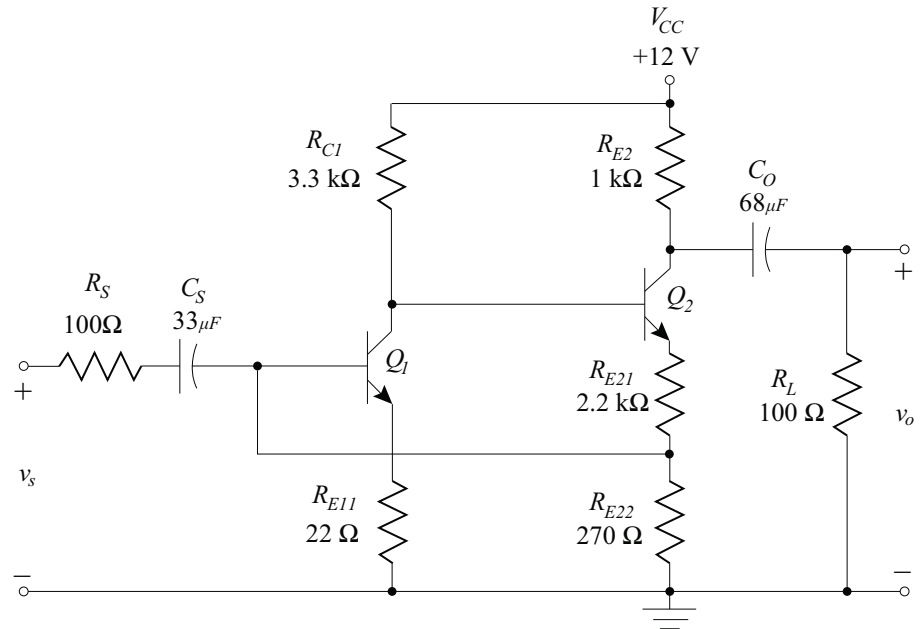 V_CC
+12 V
R_C1
3.3 kΩ
R_E2
1 kΩ
C_O
68μF
+
Q_2
R_S
100Ω
C_S
33μF
Q_1
+
R_E21
2.2 kΩ
R_L
100 Ω
v_o
v_s
R_E11
22 Ω
R_E22
270 Ω
−
−